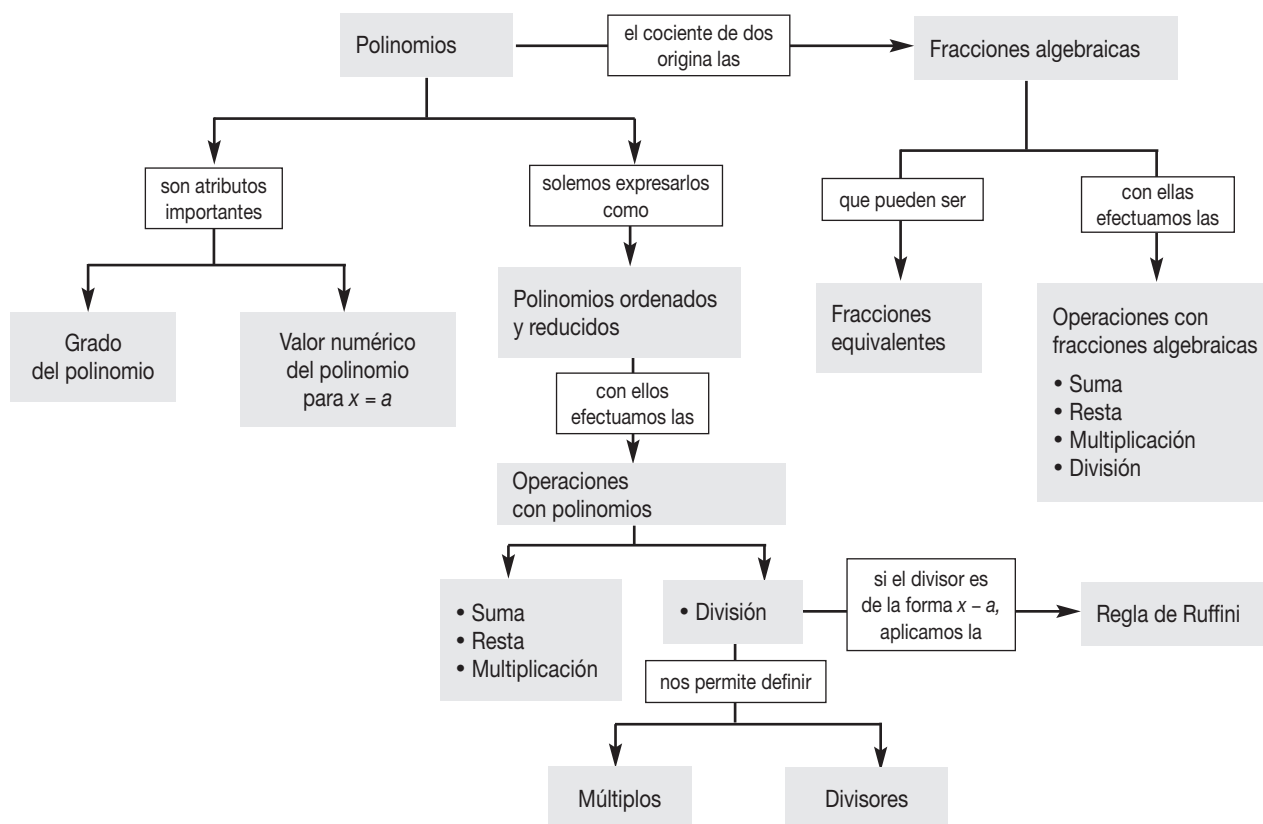 Polinomios
el cociente de dos
origina las
Fracciones algebraicas
son atributos
importantes
solemos expresarlos
como
que pueden ser
con ellas
efectuamos las
Grado
del polinomio
Valor numérico
del polinomio
para x = a
Polinomios ordenados
y reducidos
Fracciones
equivalentes
Operaciones con
fracciones algebraicas
• Suma
• Resta
• Multiplicación
• División
con ellos
efectuamos las
Operaciones
con polinomios
• Suma
• Resta
• Multiplicación
• División
si el divisor es
de la forma x – a,
aplicamos la
Regla de Ruffini
nos permite definir
Múltiplos
Divisores